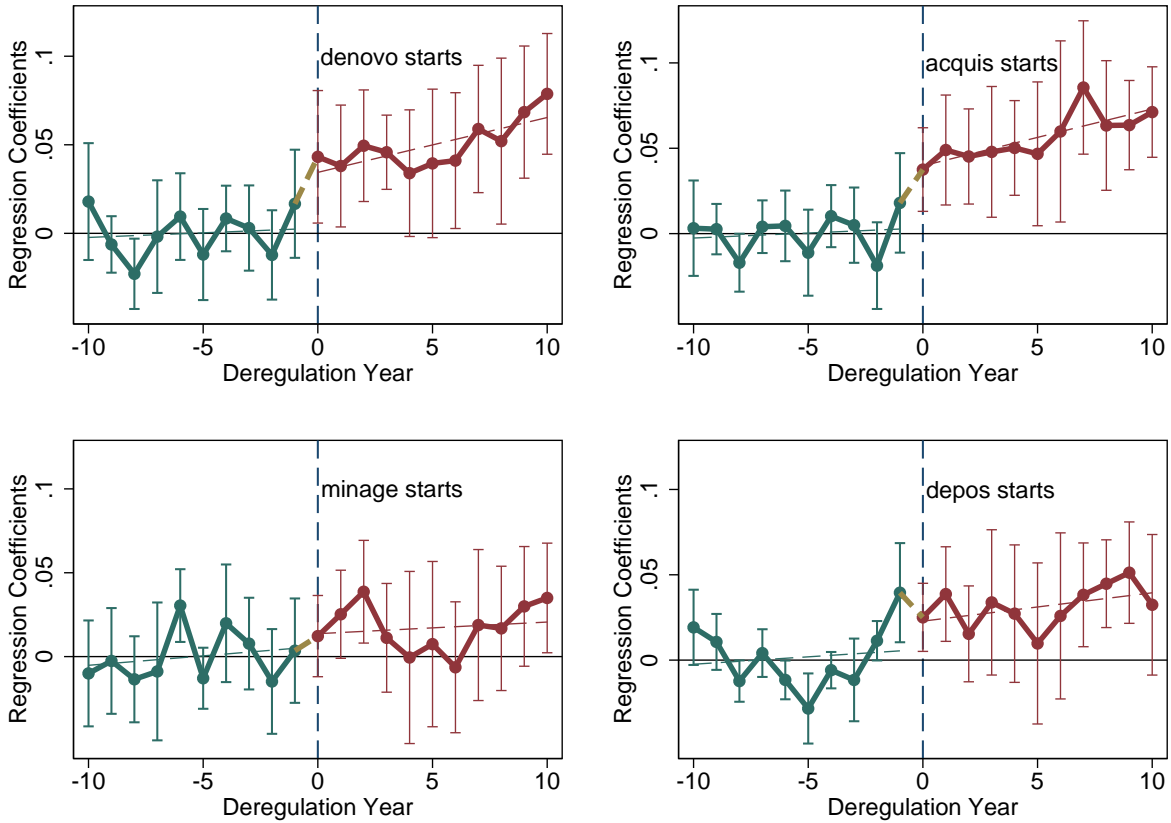 Regression Coefficients
.1
.05
0
denovo starts
-10 -5 0 5 10
Deregulation Year
Regression Coefficients
.1
.05
0
acquis starts
-10 -5 0 5 10
Deregulation Year
Regression Coefficients
.1
.05
0
minage starts
-10 -5 0 5 10
Deregulation Year
Regression Coefficients
.1
.05
0
depos starts
-10 -5 0 5 10
Deregulation Year